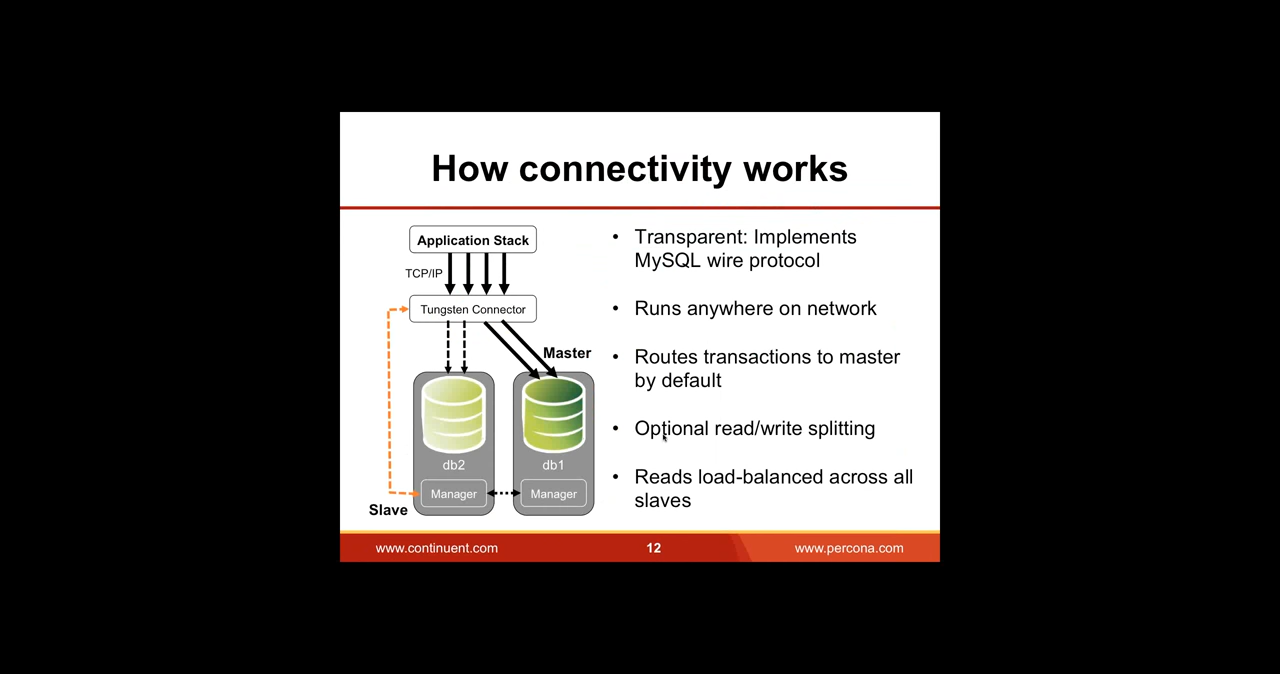 How connectivity works
Application Stack
TCP/IP
Tungsten Connector
Master
db2
db1
Manager
Manager
Slave
• Transparent: Implements
MySQL wire protocol
• Runs anywhere on network
• Routes transactions to master
by default
• Optional read/write splitting
• Reads load-balanced across all
slaves
www.continuent.com
12
www.percona.com